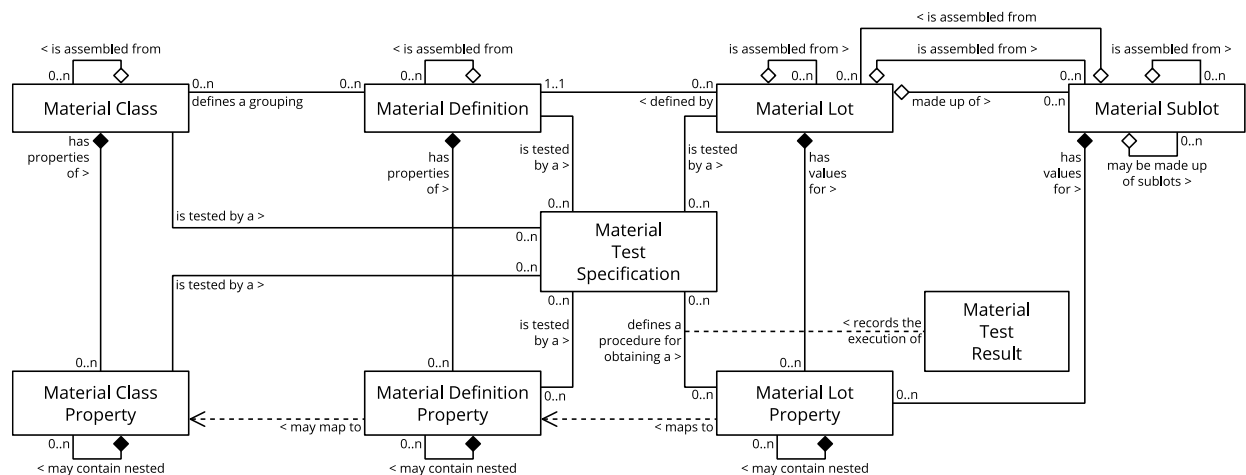 < is assembled from
0..n
Material Class
0..n
defines a grouping
0..n
< is assembled from
0..n
Material Definition
1..1
< defined by
0..n
is assembled from >
0..n
0..n
Material Lot
< is assembled from
is assembled from >
made up of >
0..n
0..n
is assembled from >
0..n
Material Sublot
0..n
may be made up
of sublots >
has
properties
of >
has
properties
of >
is tested
by a >
0..n
is tested
by a >
0..n
has
values
for >
has
values
for >
is tested by a >
0..n
is tested by a >
0..n
Material
Test
Specification
0..n
is tested
by a >
0..n
0..n
defines a
procedure for
obtaining a >
0..n
< records the
execution of
Material
Test
Result
0..n
Material Class
Property
0..n
< may contain nested
< may map to
0..n
Material Definition
Property
0..n
< may contain nested
< maps to
0..n
Material Lot
Property
0..n
0..n
< may contain nested